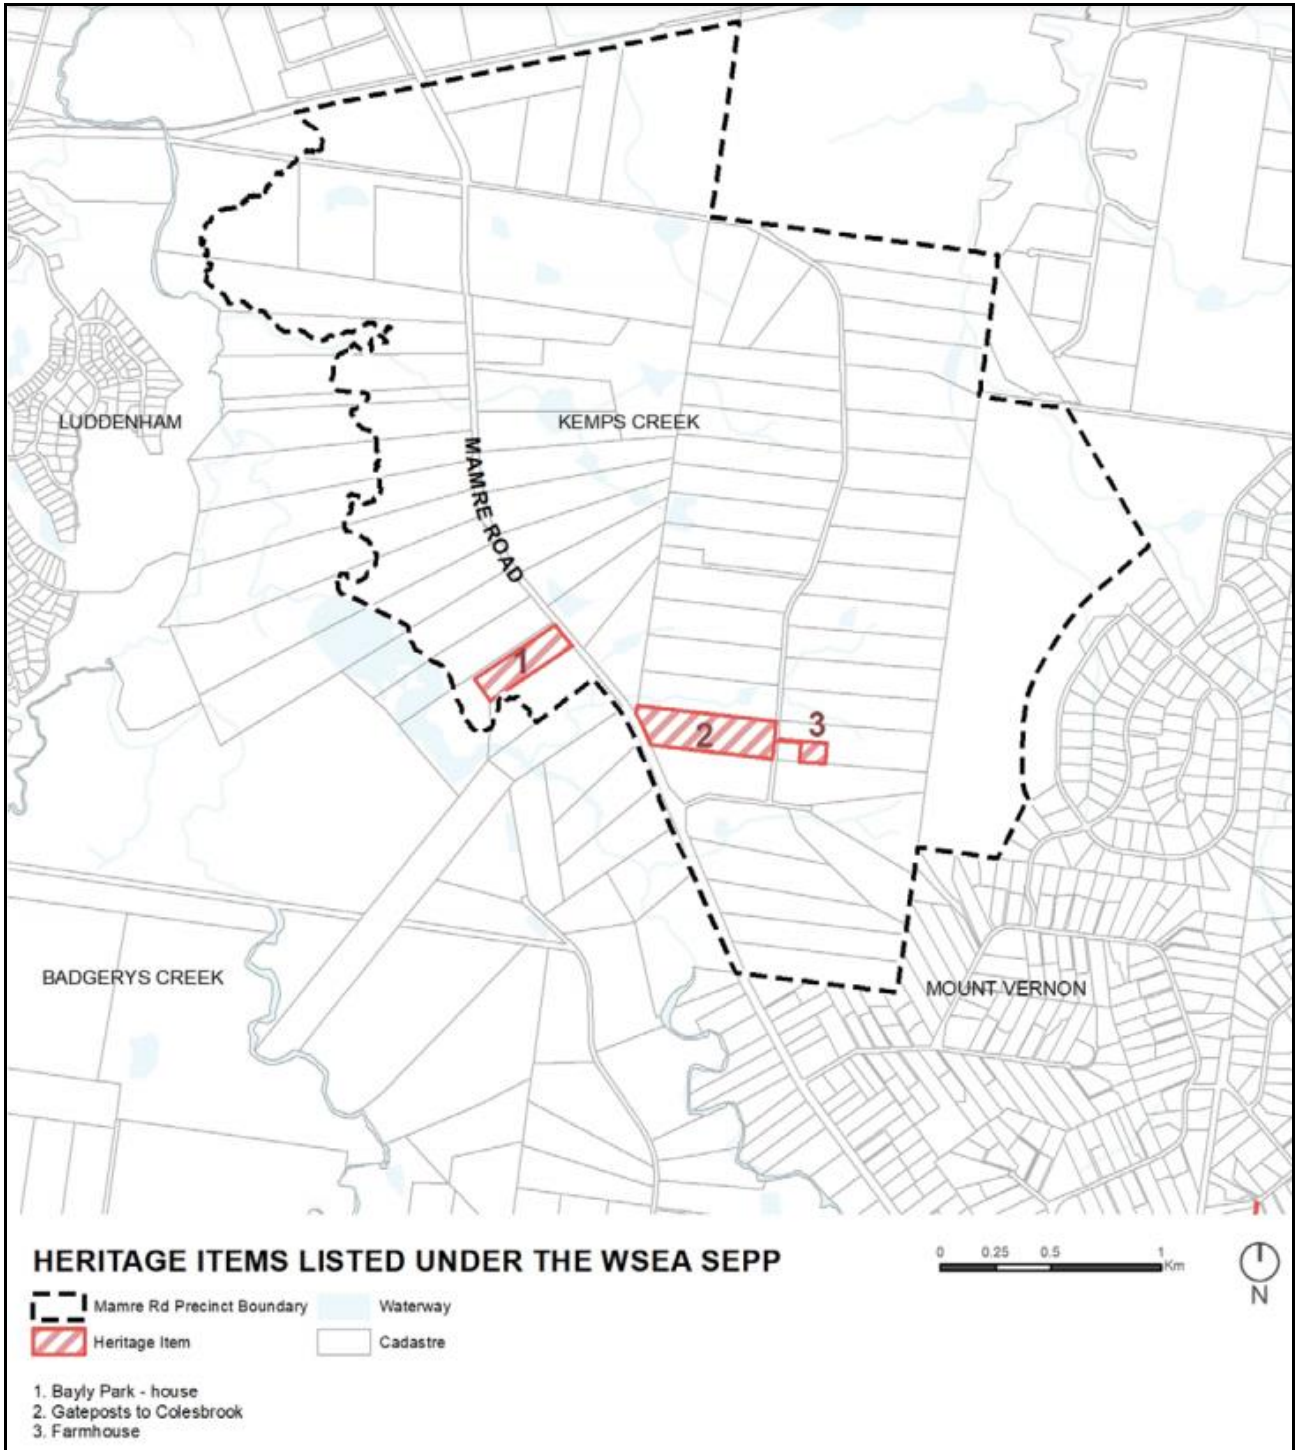 LUDDENHAM
KEMPS CREEK
MAMRE ROAD
1
2
3
BADGERYS CREEK
MOUNT VERNON
HERITAGE ITEMS LISTED UNDER THE WSEA SEPP
0 0.25 0.5 1
Km
N
Mamre Rd Precinct Boundary
Waterway
Heritage Item
Cadastre
1. Bayly Park - house
2. Gateposts to Colesbrook
3. Farmhouse